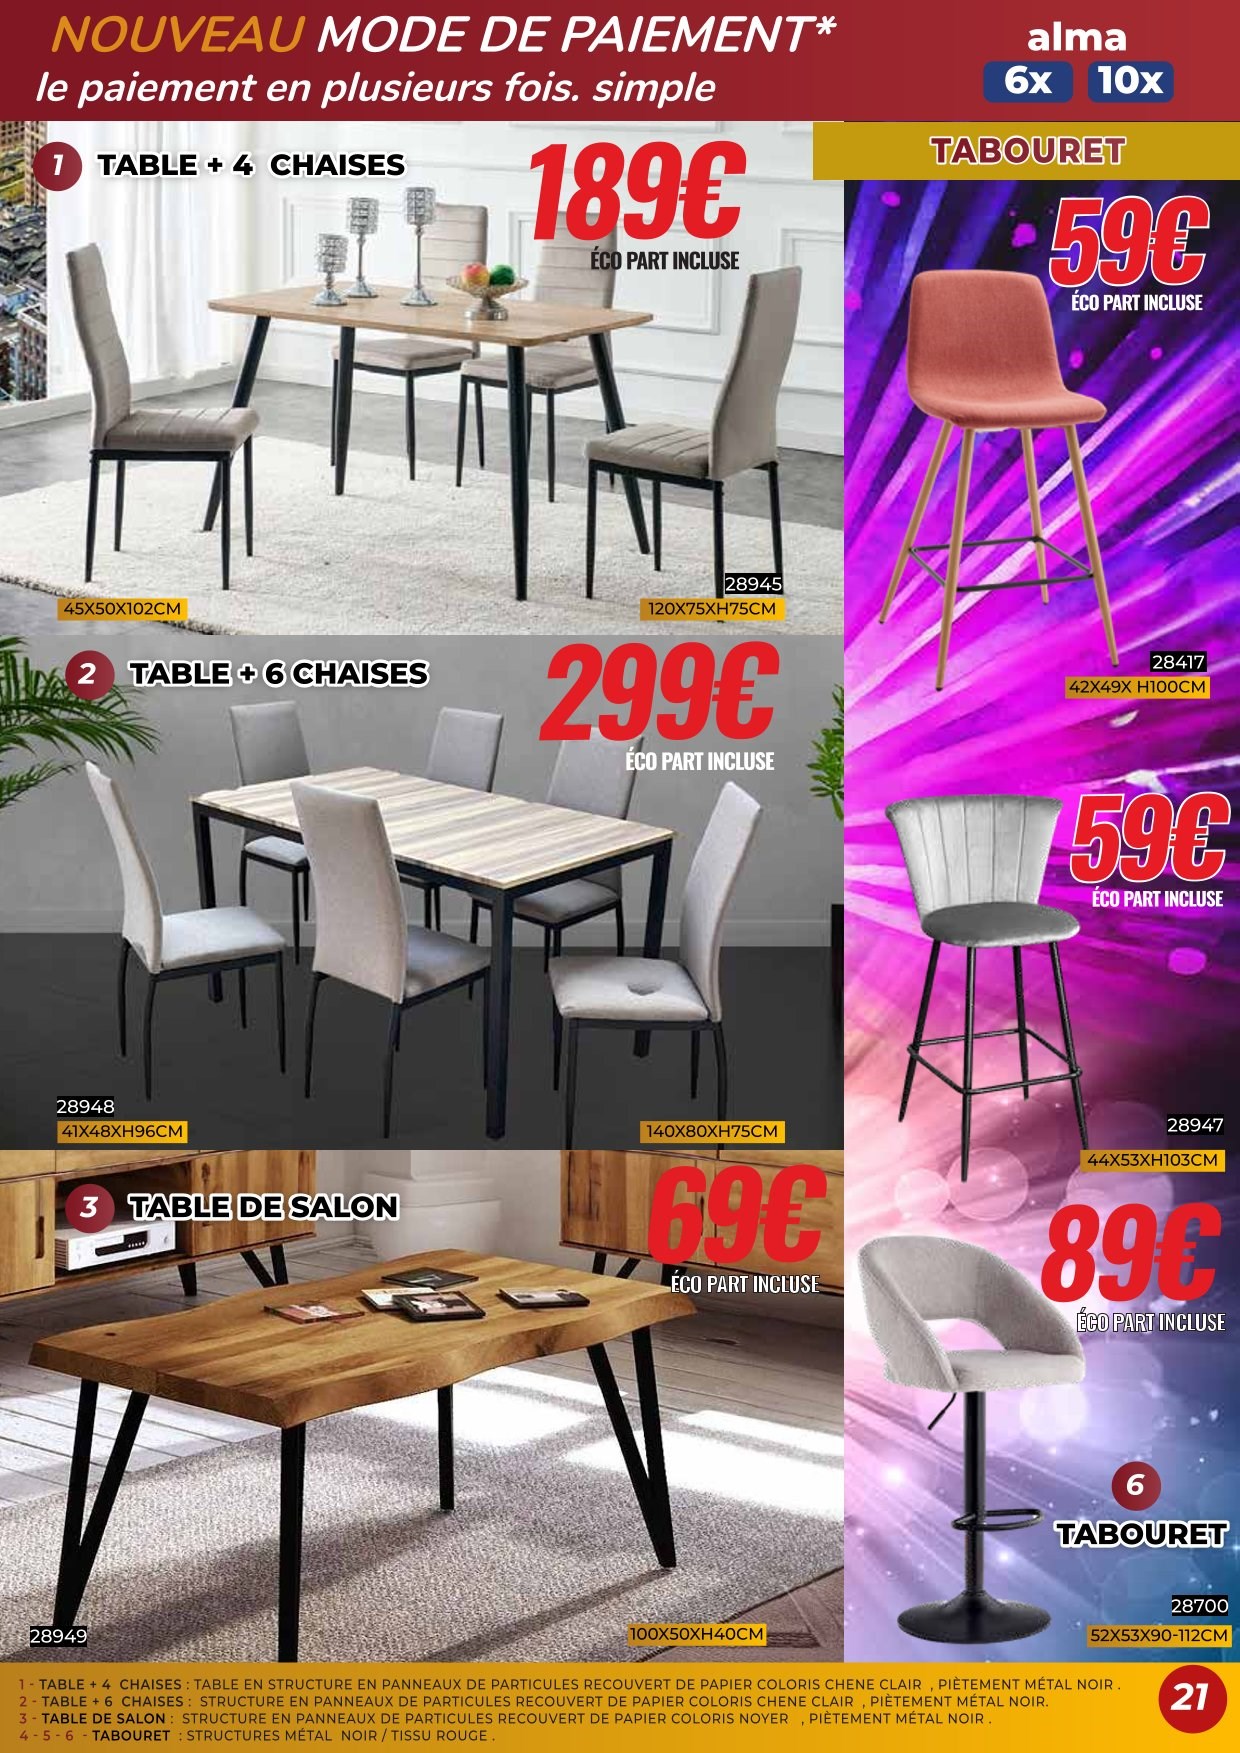 NOUVEAU MODE DE PAIEMENT*
le paiement en plusieurs fois. simple
alma
6x 10x
1 TABLE + 4 CHAISES
189€
ÉCO PART INCLUSE
28945
45X50X102CM
120X75XH75CM
2 TABLE + 6 CHAISES
299€
ÉCO PART INCLUSE
28948
41X48XH96CM
140X80XH75CM
3 TABLE DE SALON
69€
ÉCO PART INCLUSE
28949
100X50XH40CM
TABOURET
59€
ÉCO PART INCLUSE
28417
42X49X H100CM
59€
ÉCO PART INCLUSE
28947
44X53XH103CM
89€
ÉCO PART INCLUSE
6
TABOURET
28700
52X53X90-112CM
1 - TABLE + 4 CHAISES : TABLE EN STRUCTURE EN PANNEAUX DE PARTICULES RECOUVERT DE PAPIER COLORIS CHENE CLAIR , PIÈTEMENT MÉTAL NOIR .
2 - TABLE + 6 CHAISES : STRUCTURE EN PANNEAUX DE PARTICULES RECOUVERT DE PAPIER COLORIS CHENE CLAIR , PIÈTEMENT MÉTAL NOIR.
3 - TABLE DE SALON : STRUCTURE EN PANNEAUX DE PARTICULES RECOUVERT DE PAPIER COLORIS NOYER , PIÈTEMENT MÉTAL NOIR .
4 - 5 - 6 - TABOURET : STRUCTURES MÉTAL NOIR / TISSU ROUGE .
21